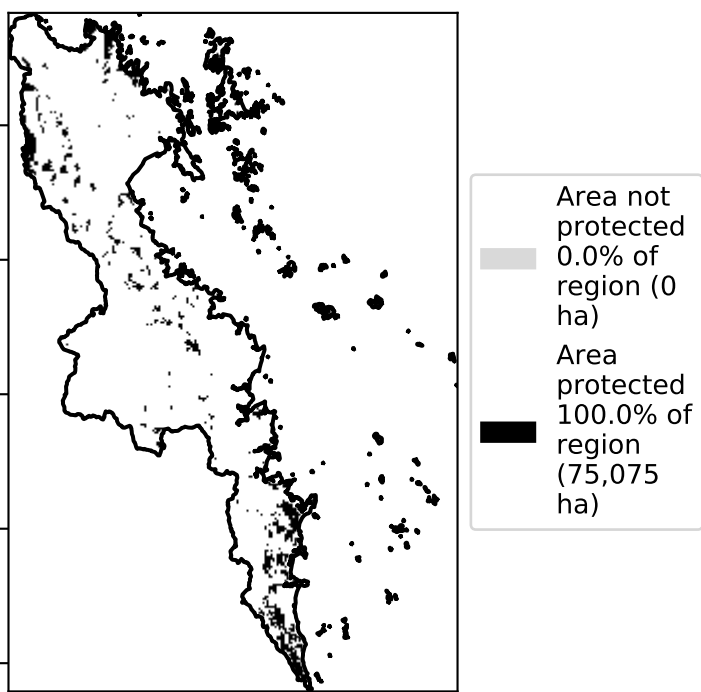 Area not
protected
0.0% of
region (0
ha)
Area
protected
100.0% of
region
(75,075
ha)